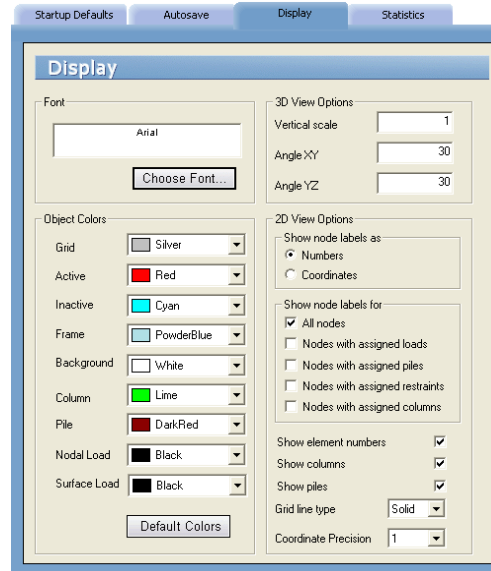 Startup Defaults Autosave Display Statistics
Display
Font
Arial
Choose Font...
3D View Options
Vertical scale 1
Angle XY 30
Angle YZ 30
Object Colors
Grid Silver
Active Red
Inactive Cyan
Frame PowderBlue
Background White
Column Lime
Pile DarkRed
Nodal Load Black
Surface Load Black
Default Colors
2D View Options
Show node labels as
Numbers
Coordinates
Show node labels for
All nodes
Nodes with assigned loads
Nodes with assigned piles
Nodes with assigned restraints
Nodes with assigned columns
Show element numbers
Show columns
Show piles
Grid line type Solid
Coordinate Precision 1